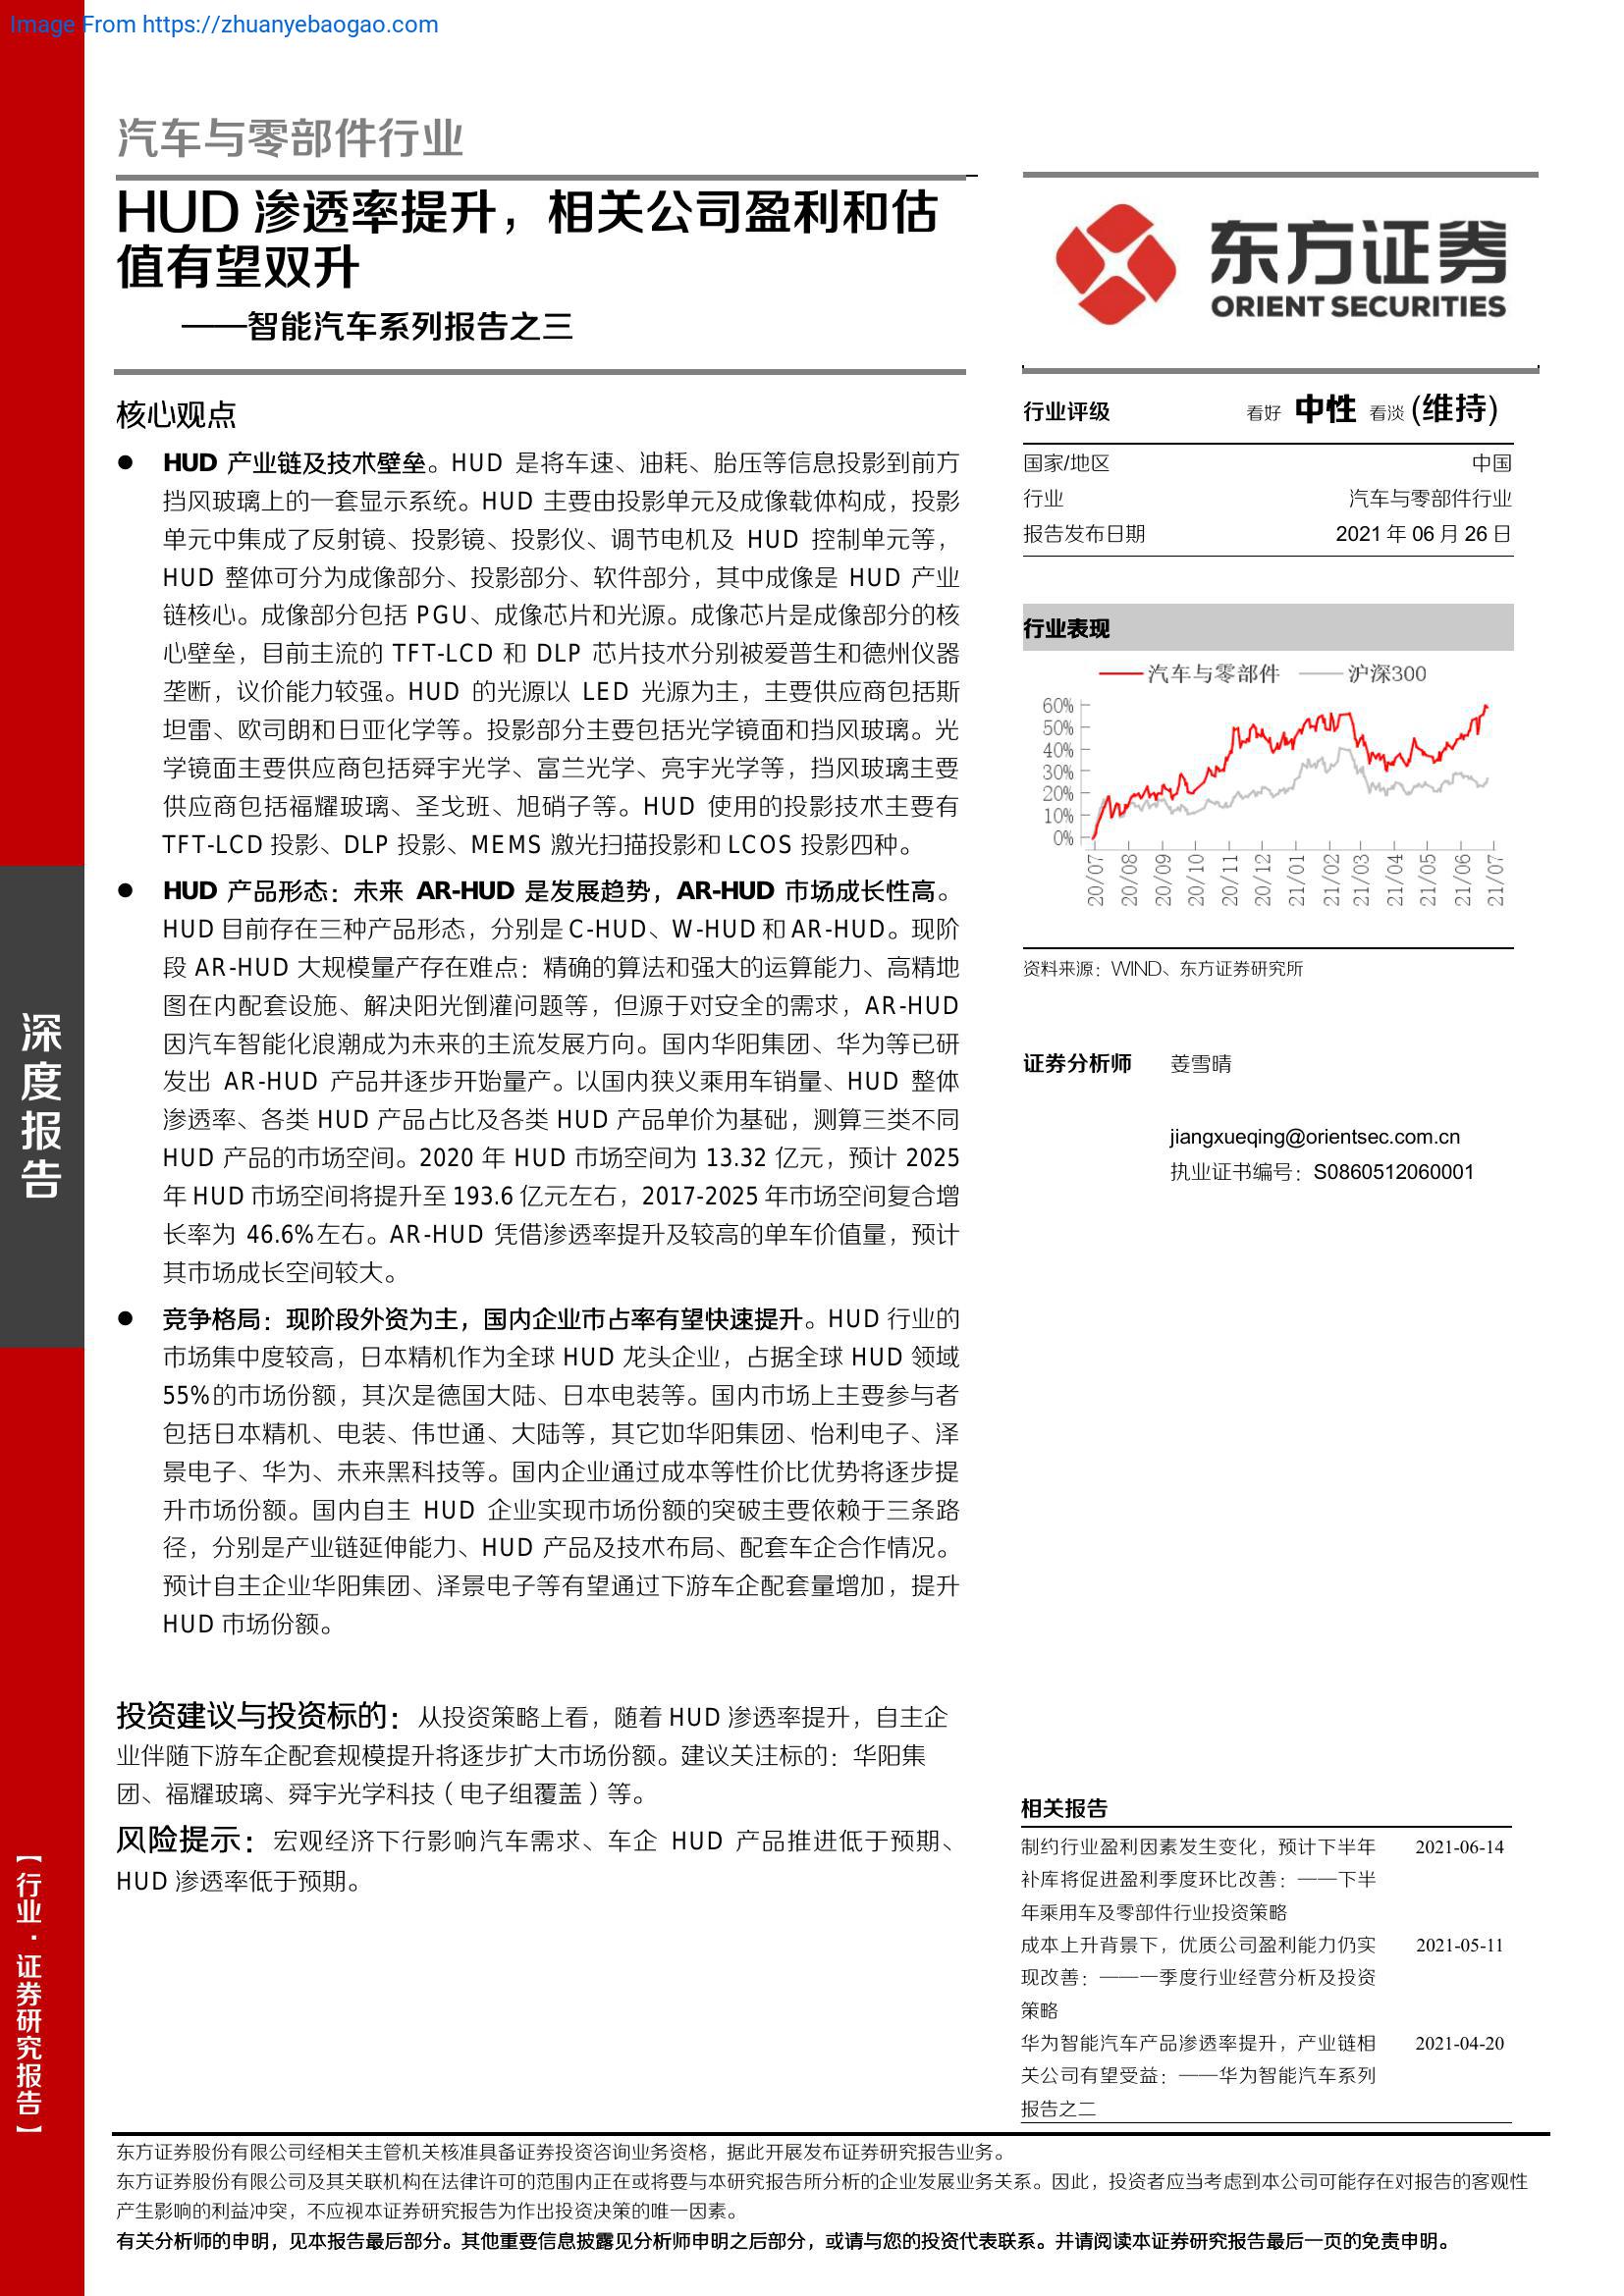 Image From https://zhuanyebaogao.com
汽车与零部件行业
HUD 渗透率提升，相关公司盈利和估
值有望双升
——智能汽车系列报告之三
东方证券
ORIENT SECURITIES
核心观点
● HUD 产业链及技术壁垒。HUD 是将车速、油耗、胎压等信息投影到前方
挡风玻璃上的一套显示系统。HUD 主要由投影单元及成像载体构成，投影
单元中集成了反射镜、投影镜、投影仪、调节电机及 HUD 控制单元等，
HUD 整体可分为成像部分、投影部分、软件部分，其中成像是 HUD 产业
链核心。成像部分包括 PGU、成像芯片和光源。成像芯片是成像部分的核
心壁垒，目前主流的 TFT-LCD 和 DLP 芯片技术分别被爱普生和德州仪器
垄断，议价能力较强。HUD 的光源以 LED 光源为主，主要供应商包括斯
坦雷、欧司朗和日亚化学等。投影部分主要包括光学镜面和挡风玻璃。光
学镜面主要供应商包括舜宇光学、富兰光学、亮宇光学等，挡风玻璃主要
供应商包括福耀玻璃、圣戈班、旭硝子等。HUD 使用的投影技术主要有
TFT-LCD 投影、DLP 投影、MEMS 激光扫描投影和 LCOS 投影四种。
● HUD 产品形态：未来 AR-HUD 是发展趋势，AR-HUD 市场成长性高。
HUD 目前存在三种产品形态，分别是 C-HUD、W-HUD 和 AR-HUD。现阶
段 AR-HUD 大规模量产存在难点：精确的算法和强大的运算能力、高精地
图在内配套设施、解决阳光倒灌问题等，但源于对安全的需求，AR-HUD
因汽车智能化浪潮成为未来的主流发展方向。国内华阳集团、华为等已研
发出 AR-HUD 产品并逐步开始量产。以国内狭义乘用车销量、HUD 整体
渗透率、各类 HUD 产品占比及各类 HUD 产品单价为基础，测算三类不同
HUD 产品的市场空间。2020 年 HUD 市场空间为 13.32 亿元，预计 2025
年 HUD 市场空间将提升至 193.6 亿元左右，2017-2025 年市场空间复合增
长率为 46.6%左右。AR-HUD 凭借渗透率提升及较高的单车价值量，预计
其市场成长空间较大。
● 竞争格局：现阶段外资为主，国内企业市占率有望快速提升。HUD 行业的
市场集中度较高，日本精机作为全球 HUD 龙头企业，占据全球 HUD 领域
55%的市场份额，其次是德国大陆、日本电装等。国内市场上主要参与者
包括日本精机、电装、伟世通、大陆等，其它如华阳集团、怡利电子、泽
景电子、华为、未来黑科技等。国内企业通过成本等性价比优势将逐步提
升市场份额。国内自主 HUD 企业实现市场份额的突破主要依赖于三条路
径，分别是产业链延伸能力、HUD 产品及技术布局、配套车企合作情况。
预计自主企业华阳集团、泽景电子等有望通过下游车企配套量增加，提升
HUD 市场份额。
投资建议与投资标的：从投资策略上看，随着 HUD 渗透率提升，自主企
业伴随下游车企配套规模提升将逐步扩大市场份额。建议关注标的：华阳集
团、福耀玻璃、舜宇光学科技（电子组覆盖）等。
风险提示：宏观经济下行影响汽车需求、车企 HUD 产品推进低于预期、
HUD 渗透率低于预期。
行业评级 看好 中性 看淡 (维持)
国家/地区 中国
行业 汽车与零部件行业
报告发布日期 2021 年 06 月 26 日
行业表现
汽车与零部件 沪深300
60%
50%
40%
30%
20%
10%
0%
20/07 20/08 20/09 20/10 20/11 20/12 21/01 21/02 21/03 21/04 21/05 21/06 21/07
资料来源：WIND、东方证券研究所
证券分析师 姜雪晴
jiangxueqing@orientsec.com.cn
执业证书编号：S0860512060001
相关报告
制约行业盈利因素发生变化，预计下半年 2021-06-14
补库将促进盈利季度环比改善：——下半
年乘用车及零部件行业投资策略
成本上升背景下，优质公司盈利能力仍实 2021-05-11
现改善：——一季度行业经营分析及投资
策略
华为智能汽车产品渗透率提升，产业链相 2021-04-20
关公司有望受益：——华为智能汽车系列
报告之二
深度报告
【行业·证券研究报告】
东方证券股份有限公司经相关主管机关核准具备证券投资咨询业务资格，据此开展发布证券研究报告业务。
东方证券股份有限公司及其关联机构在法律许可的范围内正在或将要与本研究报告所分析的企业发展业务关系。因此，投资者应当考虑到本公司可能存在对报告的客观性
产生影响的利益冲突，不应视本证券研究报告为作出投资决策的唯一因素。
有关分析师的申明，见本报告最后部分。其他重要信息披露见分析师申明之后部分，或请与您的投资代表联系。并请阅读本证券研究报告最后一页的免责申明。